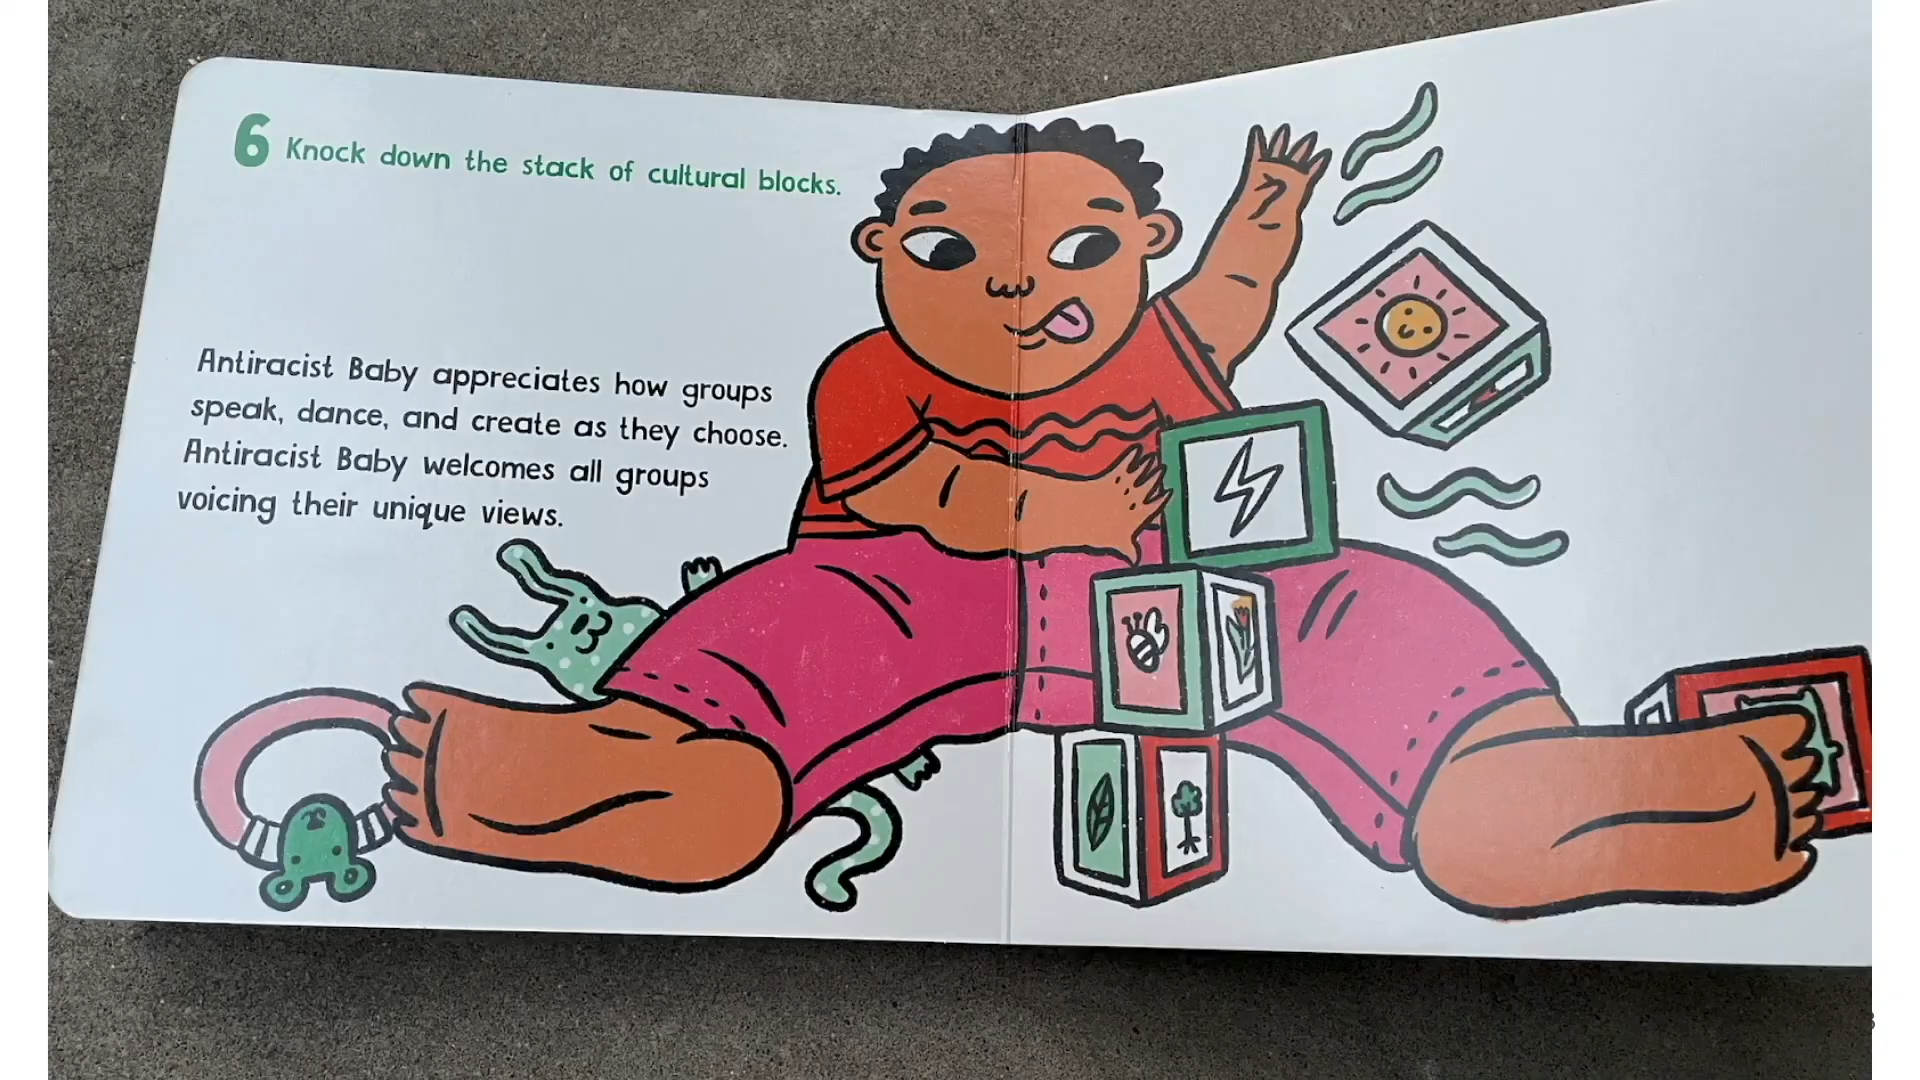 6 Knock down the stack of cultural blocks.
Antiracist Baby appreciates how groups
speak, dance, and create as they choose.
Antiracist Baby welcomes all groups
voicing their unique views.